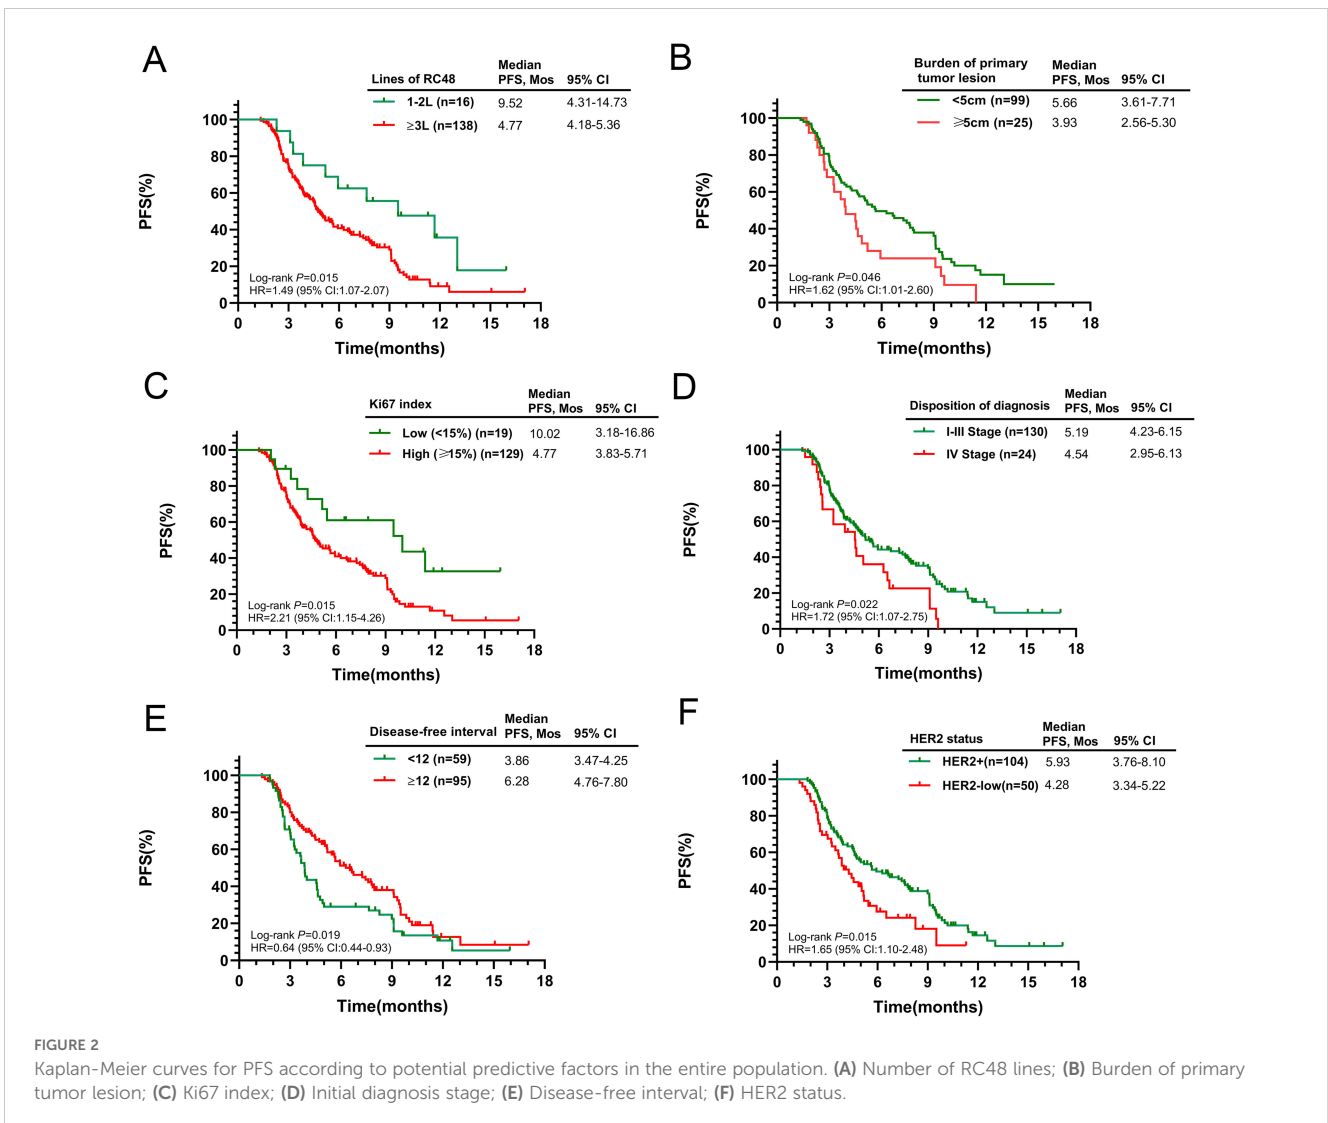 A
Lines of RC48 Median PFS, Mos 95% CI
1-2L (n=16) 9.52 4.31-14.73
≥3L (n=138) 4.77 4.18-5.36
PFS(%)
100
80
60
40
20
0
Log-rank P=0.015
HR=1.49 (95% CI:1.07-2.07)
0 3 6 9 12 15 18
Time(months)
B
Burden of primary tumor lesion Median PFS, Mos 95% CI
<5cm (n=99) 5.66 3.61-7.71
⩾5cm (n=25) 3.93 2.56-5.30
PFS(%)
100
80
60
40
20
0
Log-rank P=0.046
HR=1.62 (95% CI:1.01-2.60)
0 3 6 9 12 15 18
Time(months)
C
Ki67 index Median PFS, Mos 95% CI
Low (<15%) (n=19) 10.02 3.18-16.86
High (⩾15%) (n=129) 4.77 3.83-5.71
PFS(%)
100
80
60
40
20
0
Log-rank P=0.015
HR=2.21 (95% CI:1.15-4.26)
0 3 6 9 12 15 18
Time(months)
D
Disposition of diagnosis Median PFS, Mos 95% CI
I-III Stage (n=130) 5.19 4.23-6.15
IV Stage (n=24) 4.54 2.95-6.13
PFS(%)
100
80
60
40
20
0
Log-rank P=0.022
HR=1.72 (95% CI:1.07-2.75)
0 3 6 9 12 15 18
Time(months)
E
Disease-free interval Median PFS, Mos 95% CI
<12 (n=59) 3.86 3.47-4.25
≥12 (n=95) 6.28 4.76-7.80
PFS(%)
100
80
60
40
20
0
Log-rank P=0.019
HR=0.64 (95% CI:0.44-0.93)
0 3 6 9 12 15 18
Time(months)
F
HER2 status Median PFS, Mos 95% CI
HER2+(n=104) 5.93 3.76-8.10
HER2-low(n=50) 4.28 3.34-5.22
PFS(%)
100
80
60
40
20
0
Log-rank P=0.015
HR=1.65 (95% CI:1.10-2.48)
0 3 6 9 12 15 18
Time(months)
FIGURE 2
Kaplan-Meier curves for PFS according to potential predictive factors in the entire population. (A) Number of RC48 lines; (B) Burden of primary
tumor lesion; (C) Ki67 index; (D) Initial diagnosis stage; (E) Disease-free interval; (F) HER2 status.